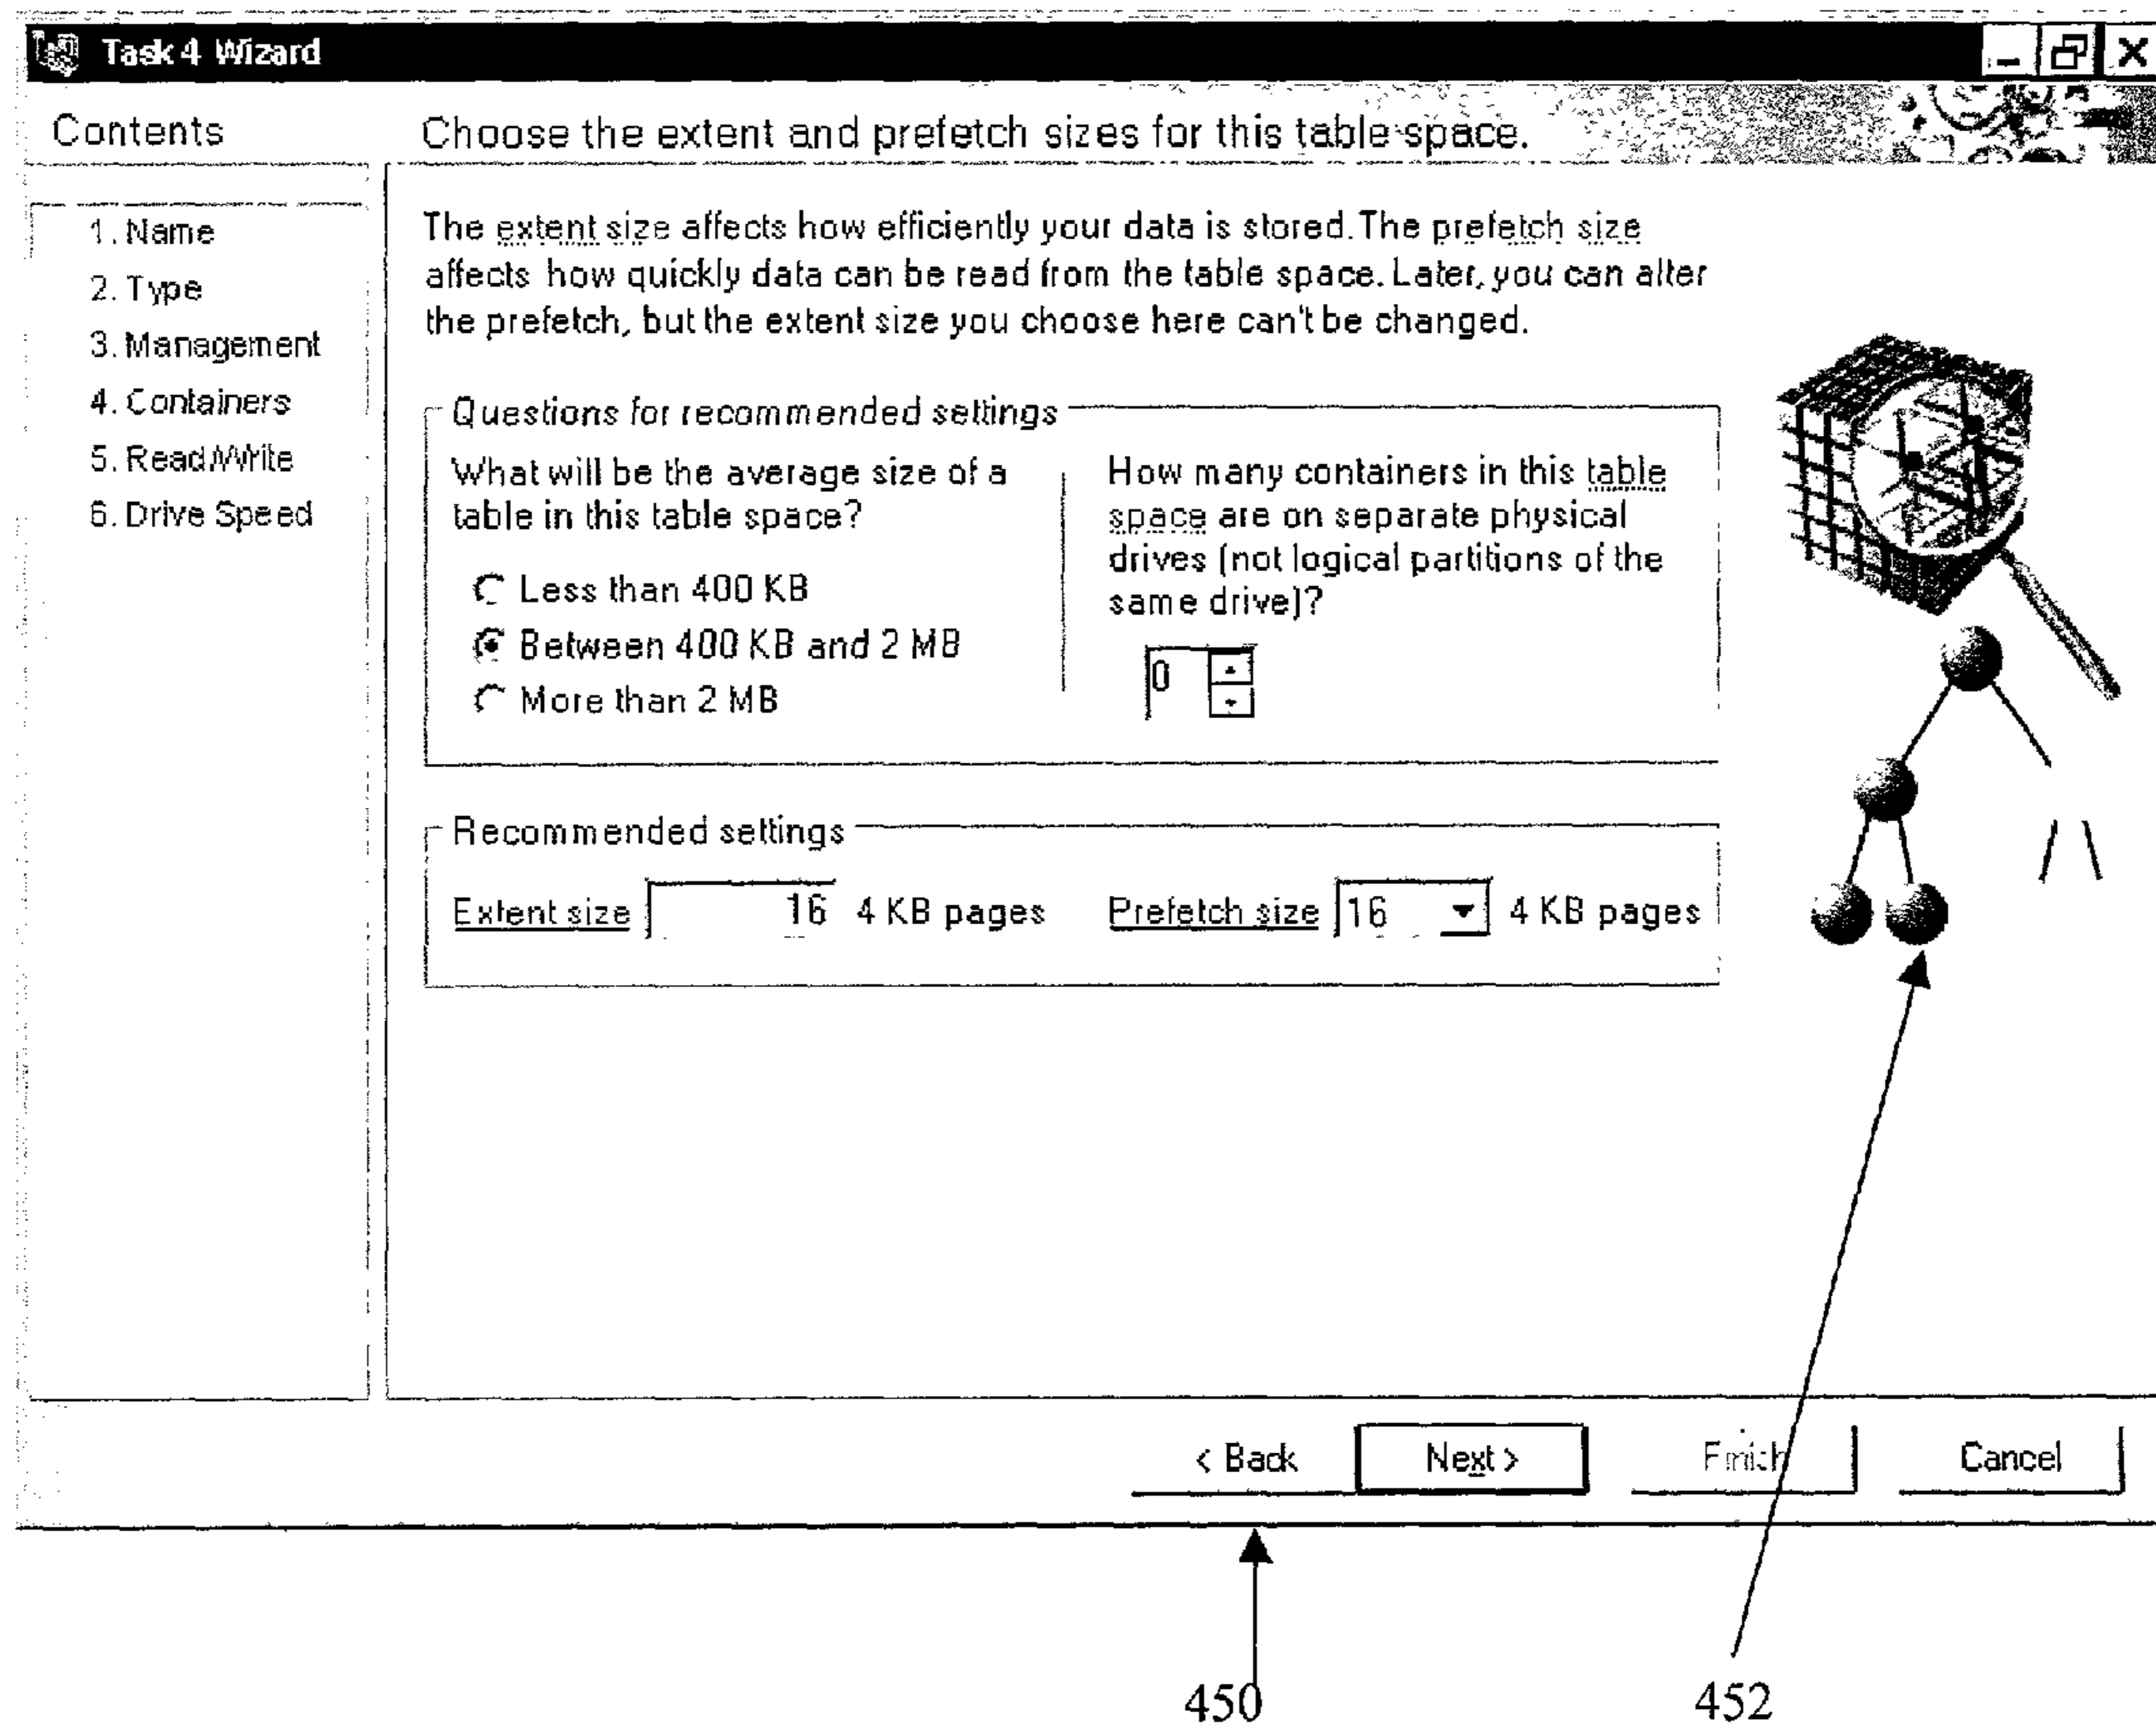 Task 4 Wizard
Contents
Choose the extent and prefetch sizes for this table space.
1. Name
2. Type
3. Management
4. Containers
5. Read/Write
6. Drive Speed
The extent size affects how efficiently your data is stored. The prefetch size
affects how quickly data can be read from the table space. Later, you can alter
the prefetch, but the extent size you choose here can't be changed.
Questions for recommended settings
What will be the average size of a
table in this table space?
Less than 400 KB
Between 400 KB and 2 MB
More than 2 MB
How many containers in this table
space are on separate physical
drives (not logical partitions of the
same drive)?
0
Recommended settings
Extent size 16 4 KB pages Prefetch size 16 4 KB pages
< Back Next > Finish Cancel
450 452